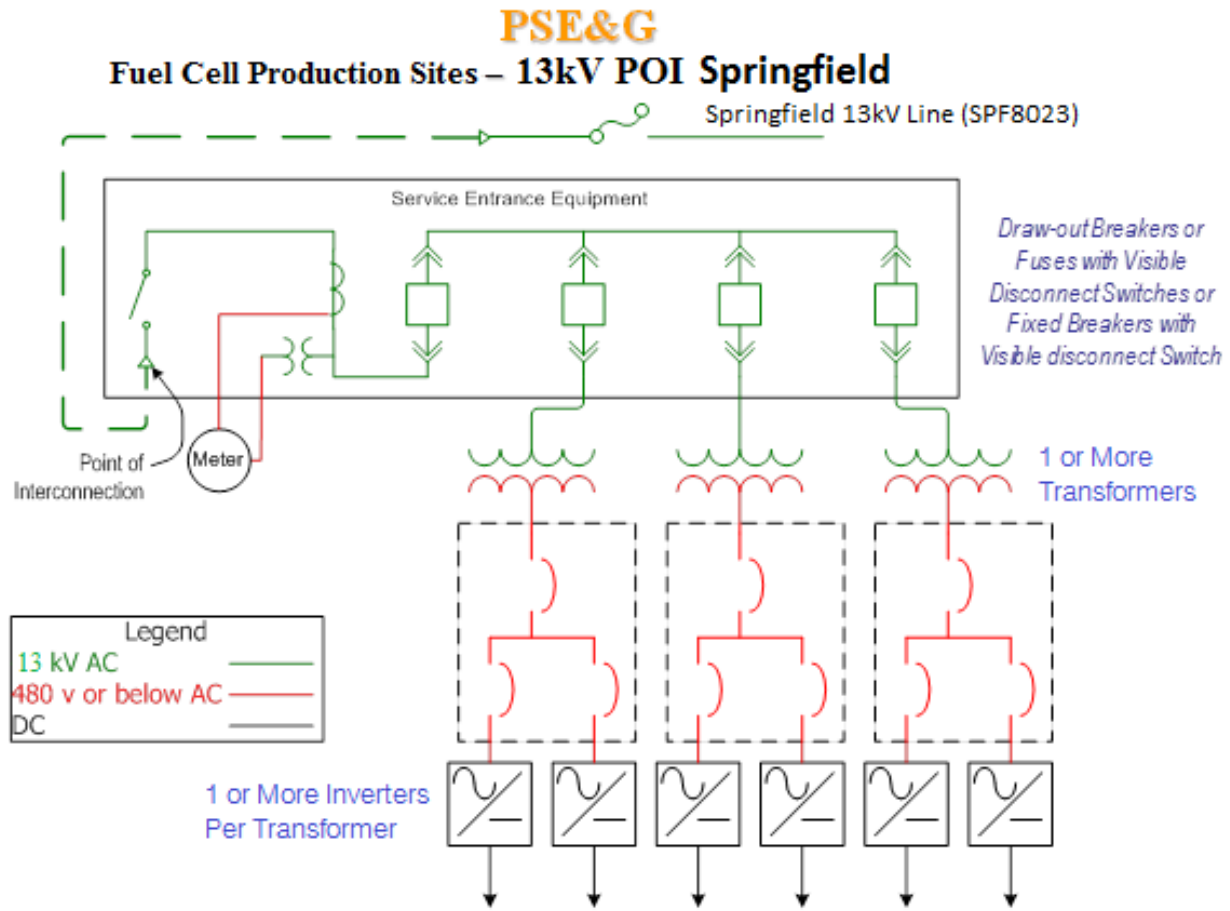 PSE&G
Fuel Cell Production Sites – 13kV POI Springfield
Springfield 13kV Line (SPF8023)
Service Entrance Equipment
Draw-out Breakers or
Fuses with Visible
Disconnect Switches or
Fixed Breakers with
Visible disconnect Switch
Point of
Interconnection
Meter
1 or More
Transformers
Legend
13 kV AC
480 v or below AC
DC
1 or More Inverters
Per Transformer